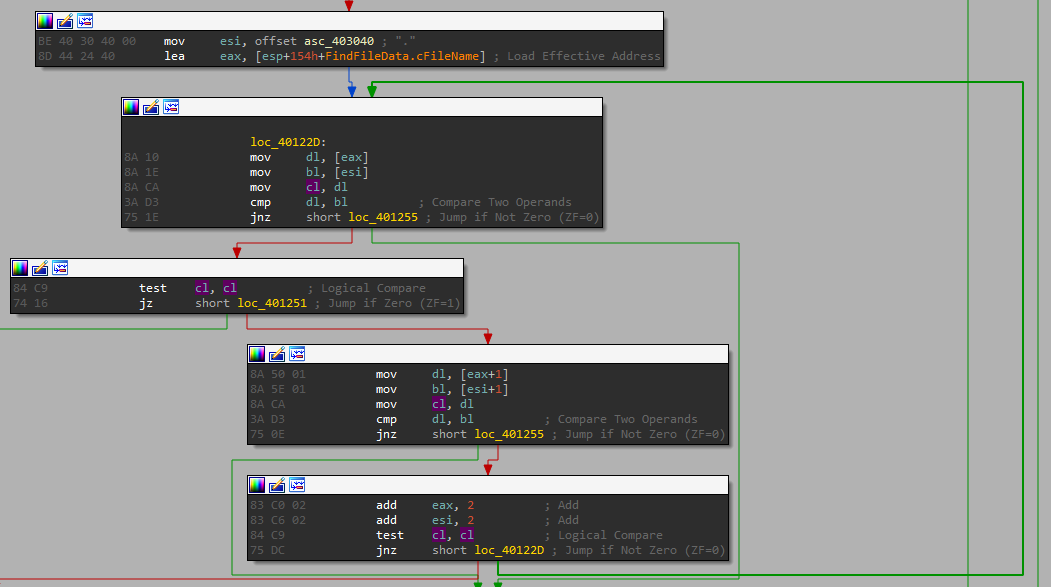 BE 40 30 40 00 mov esi, offset asc_403040 ; "."
8D 44 24 40 lea eax, [esp+154h+FindFileData.cFileName] ; Load Effective Address
loc_40122D:
8A 10 mov dl, [eax]
8A 1E mov bl, [esi]
8A CA mov cl, dl
3A D3 cmp dl, bl ; Compare Two Operands
75 1E jnz short loc_401255 ; Jump if Not Zero (ZF=0)
84 C9 test cl, cl ; Logical Compare
74 16 jz short loc_401251 ; Jump if Zero (ZF=1)
8A 50 01 mov dl, [eax+1]
8A 5E 01 mov bl, [esi+1]
8A CA mov cl, dl
3A D3 cmp dl, bl ; Compare Two Operands
75 0E jnz short loc_401255 ; Jump if Not Zero (ZF=0)
83 C0 02 add eax, 2 ; Add
83 C6 02 add esi, 2 ; Add
84 C9 test cl, cl ; Logical Compare
75 DC jnz short loc_40122D ; Jump if Not Zero (ZF=0)